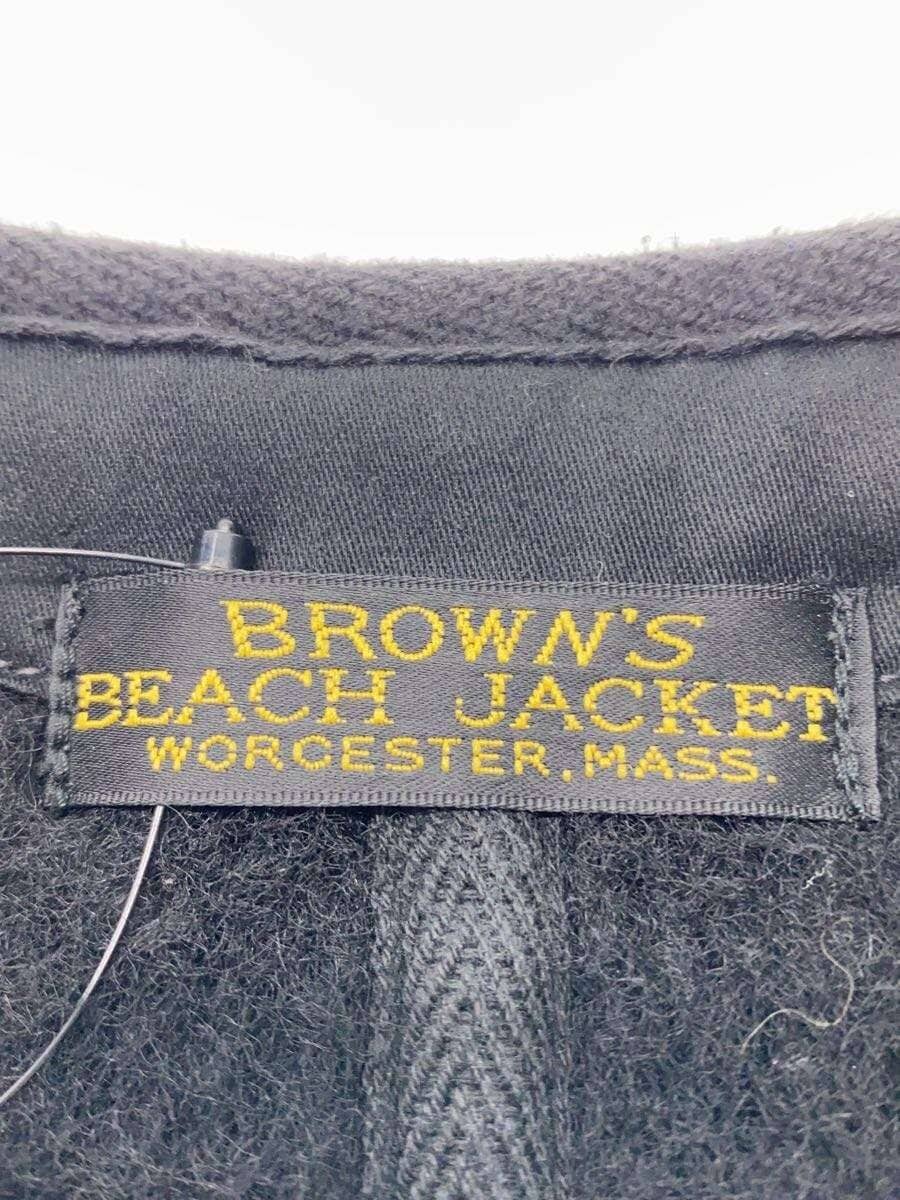 BROWN'S
BEACH JACKET
WORCESTER, MASS.